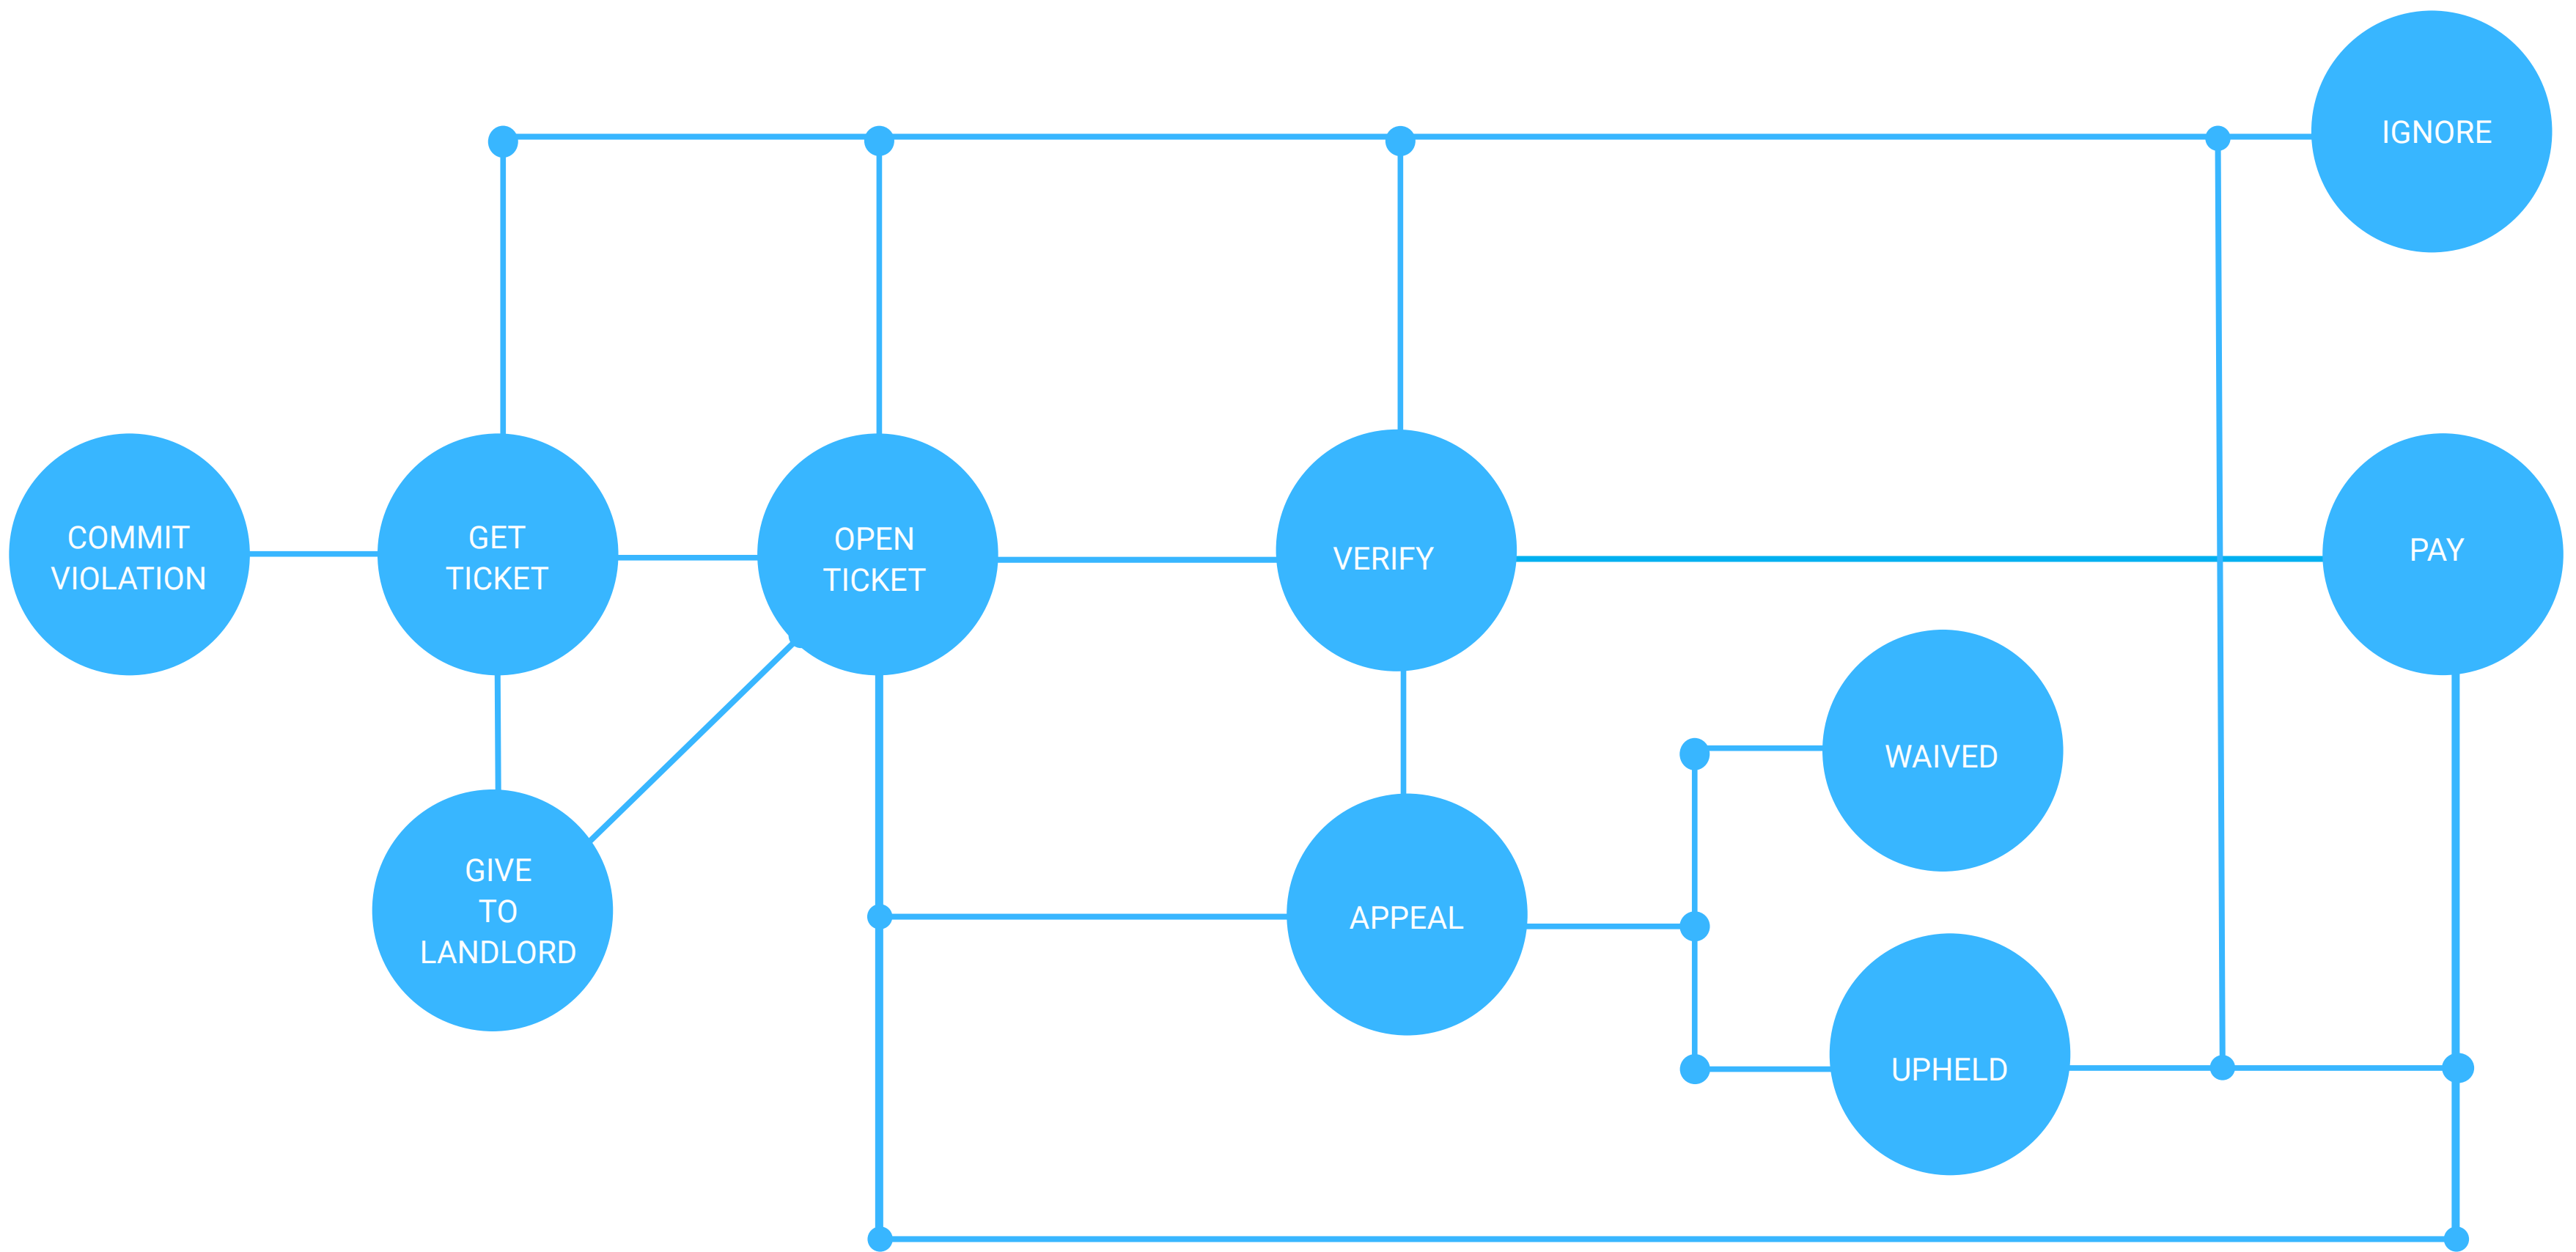 IGNORE
COMMIT
VIOLATION
GET
TICKET
OPEN
TICKET
VERIFY
PAY
WAIVED
GIVE
TO
LANDLORD
APPEAL
UPHELD